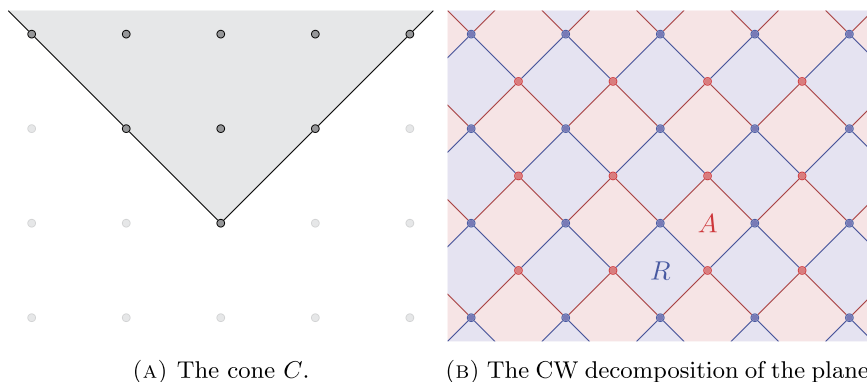 A
R
(A) The cone C.
(B) The CW decomposition of the plane